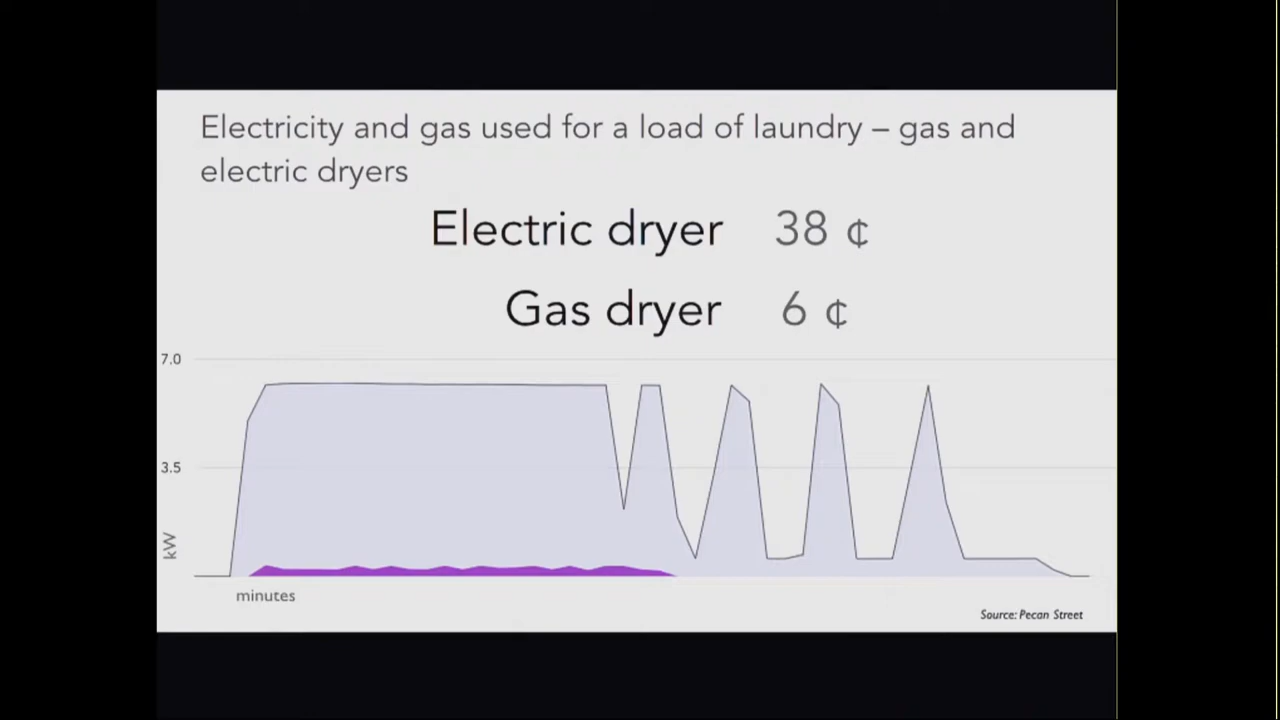 Electricity and gas used for a load of laundry – gas and
electric dryers
Electric dryer 38 ¢
Gas dryer 6 ¢
7.0
3.5
kW
minutes
Source: Pecan Street